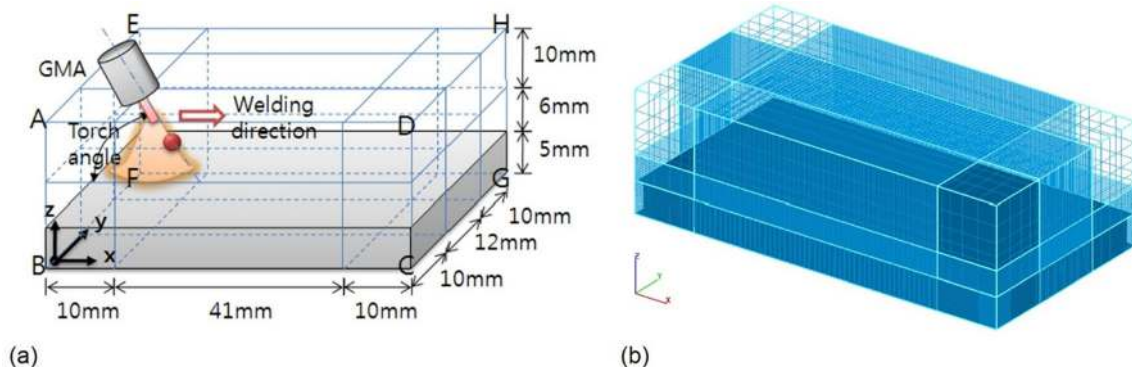 E
H
10mm
GMA
6mm
A
Welding
direction
D
Torch
angle
5mm
F
G
z
y
10mm
12mm
B
x
C
10mm
10mm
41mm
10mm
(a)
z
y
x
(b)